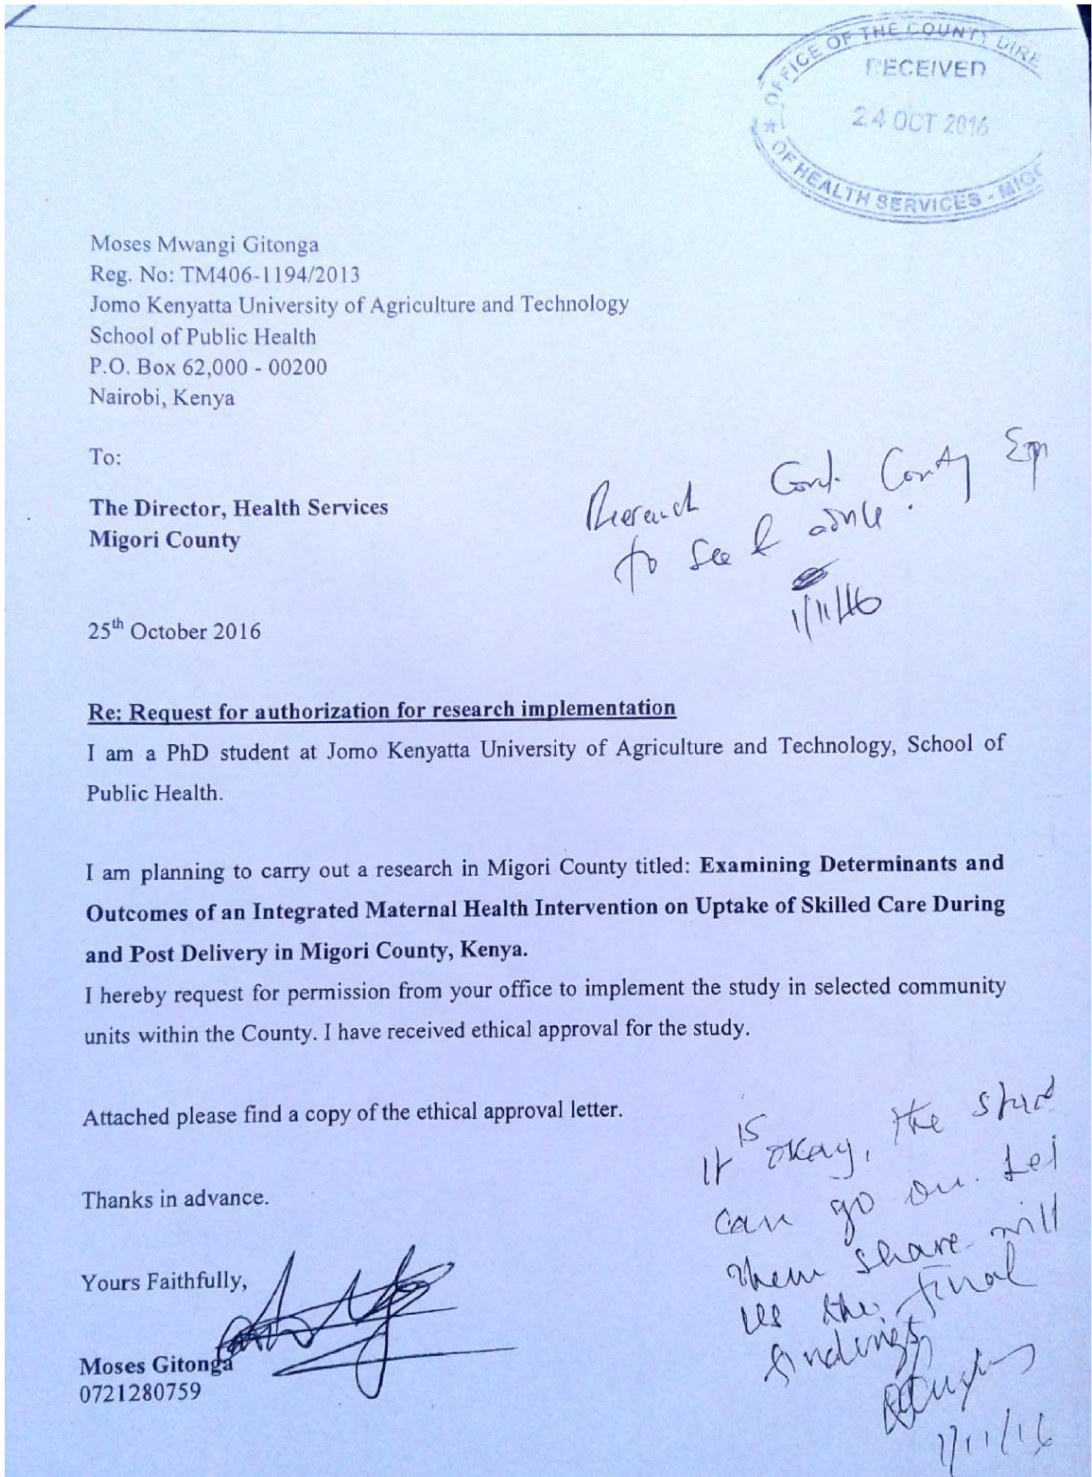 OFFICE OF THE COUNTY DIRE
RECEIVED
24 OCT 2016
OF HEALTH SERVICES - MIGO
Moses Mwangi Gitonga
Reg. No: TM406-1194/2013
Jomo Kenyatta University of Agriculture and Technology
School of Public Health
P.O. Box 62,000 - 00200
Nairobi, Kenya
To:
The Director, Health Services
Migori County
Research County
to see &
1/11/16
25th October 2016
Re: Request for authorization for research implementation
I am a PhD student at Jomo Kenyatta University of Agriculture and Technology, School of
Public Health.
I am planning to carry out a research in Migori County titled: Examining Determinants and
Outcomes of an Integrated Maternal Health Intervention on Uptake of Skilled Care During
and Post Delivery in Migori County, Kenya.
I hereby request for permission from your office to implement the study in selected community
units within the County. I have received ethical approval for the study.
Attached please find a copy of the ethical approval letter.
Thanks in advance.
Yours Faithfully,
Moses Gitonga
0721280759
It is okay, the
can go on. Let
them share with
us the final
findings
1/11/16